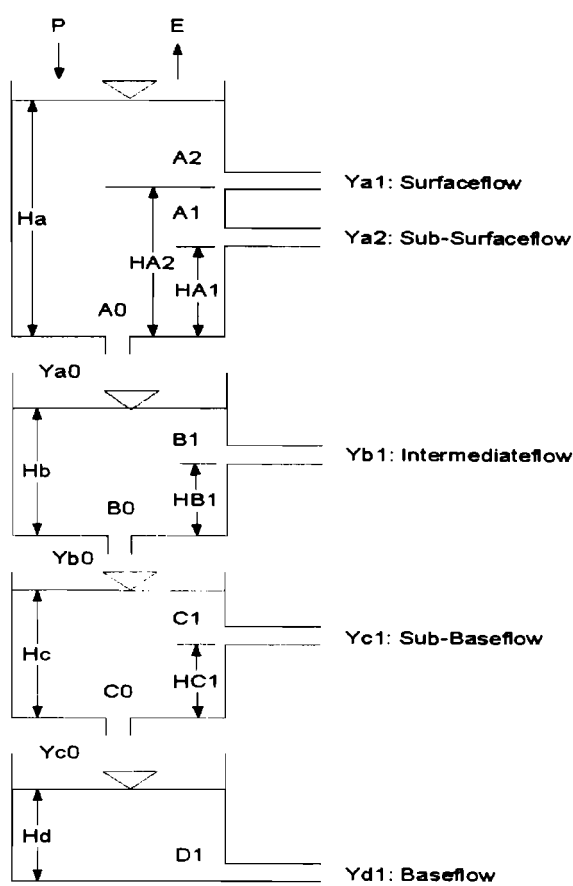 P E
A2
Ya1: Surfaceflow
A1
Ha
Ya2: Sub-Surfaceflow
HA2
HA1
A0
Ya0
B1
Yb1: Intermediateflow
Hb
HB1
B0
Yb0
C1
Yc1: Sub-Baseflow
Hc
HC1
C0
Yc0
Hd
D1
Yd1: Baseflow